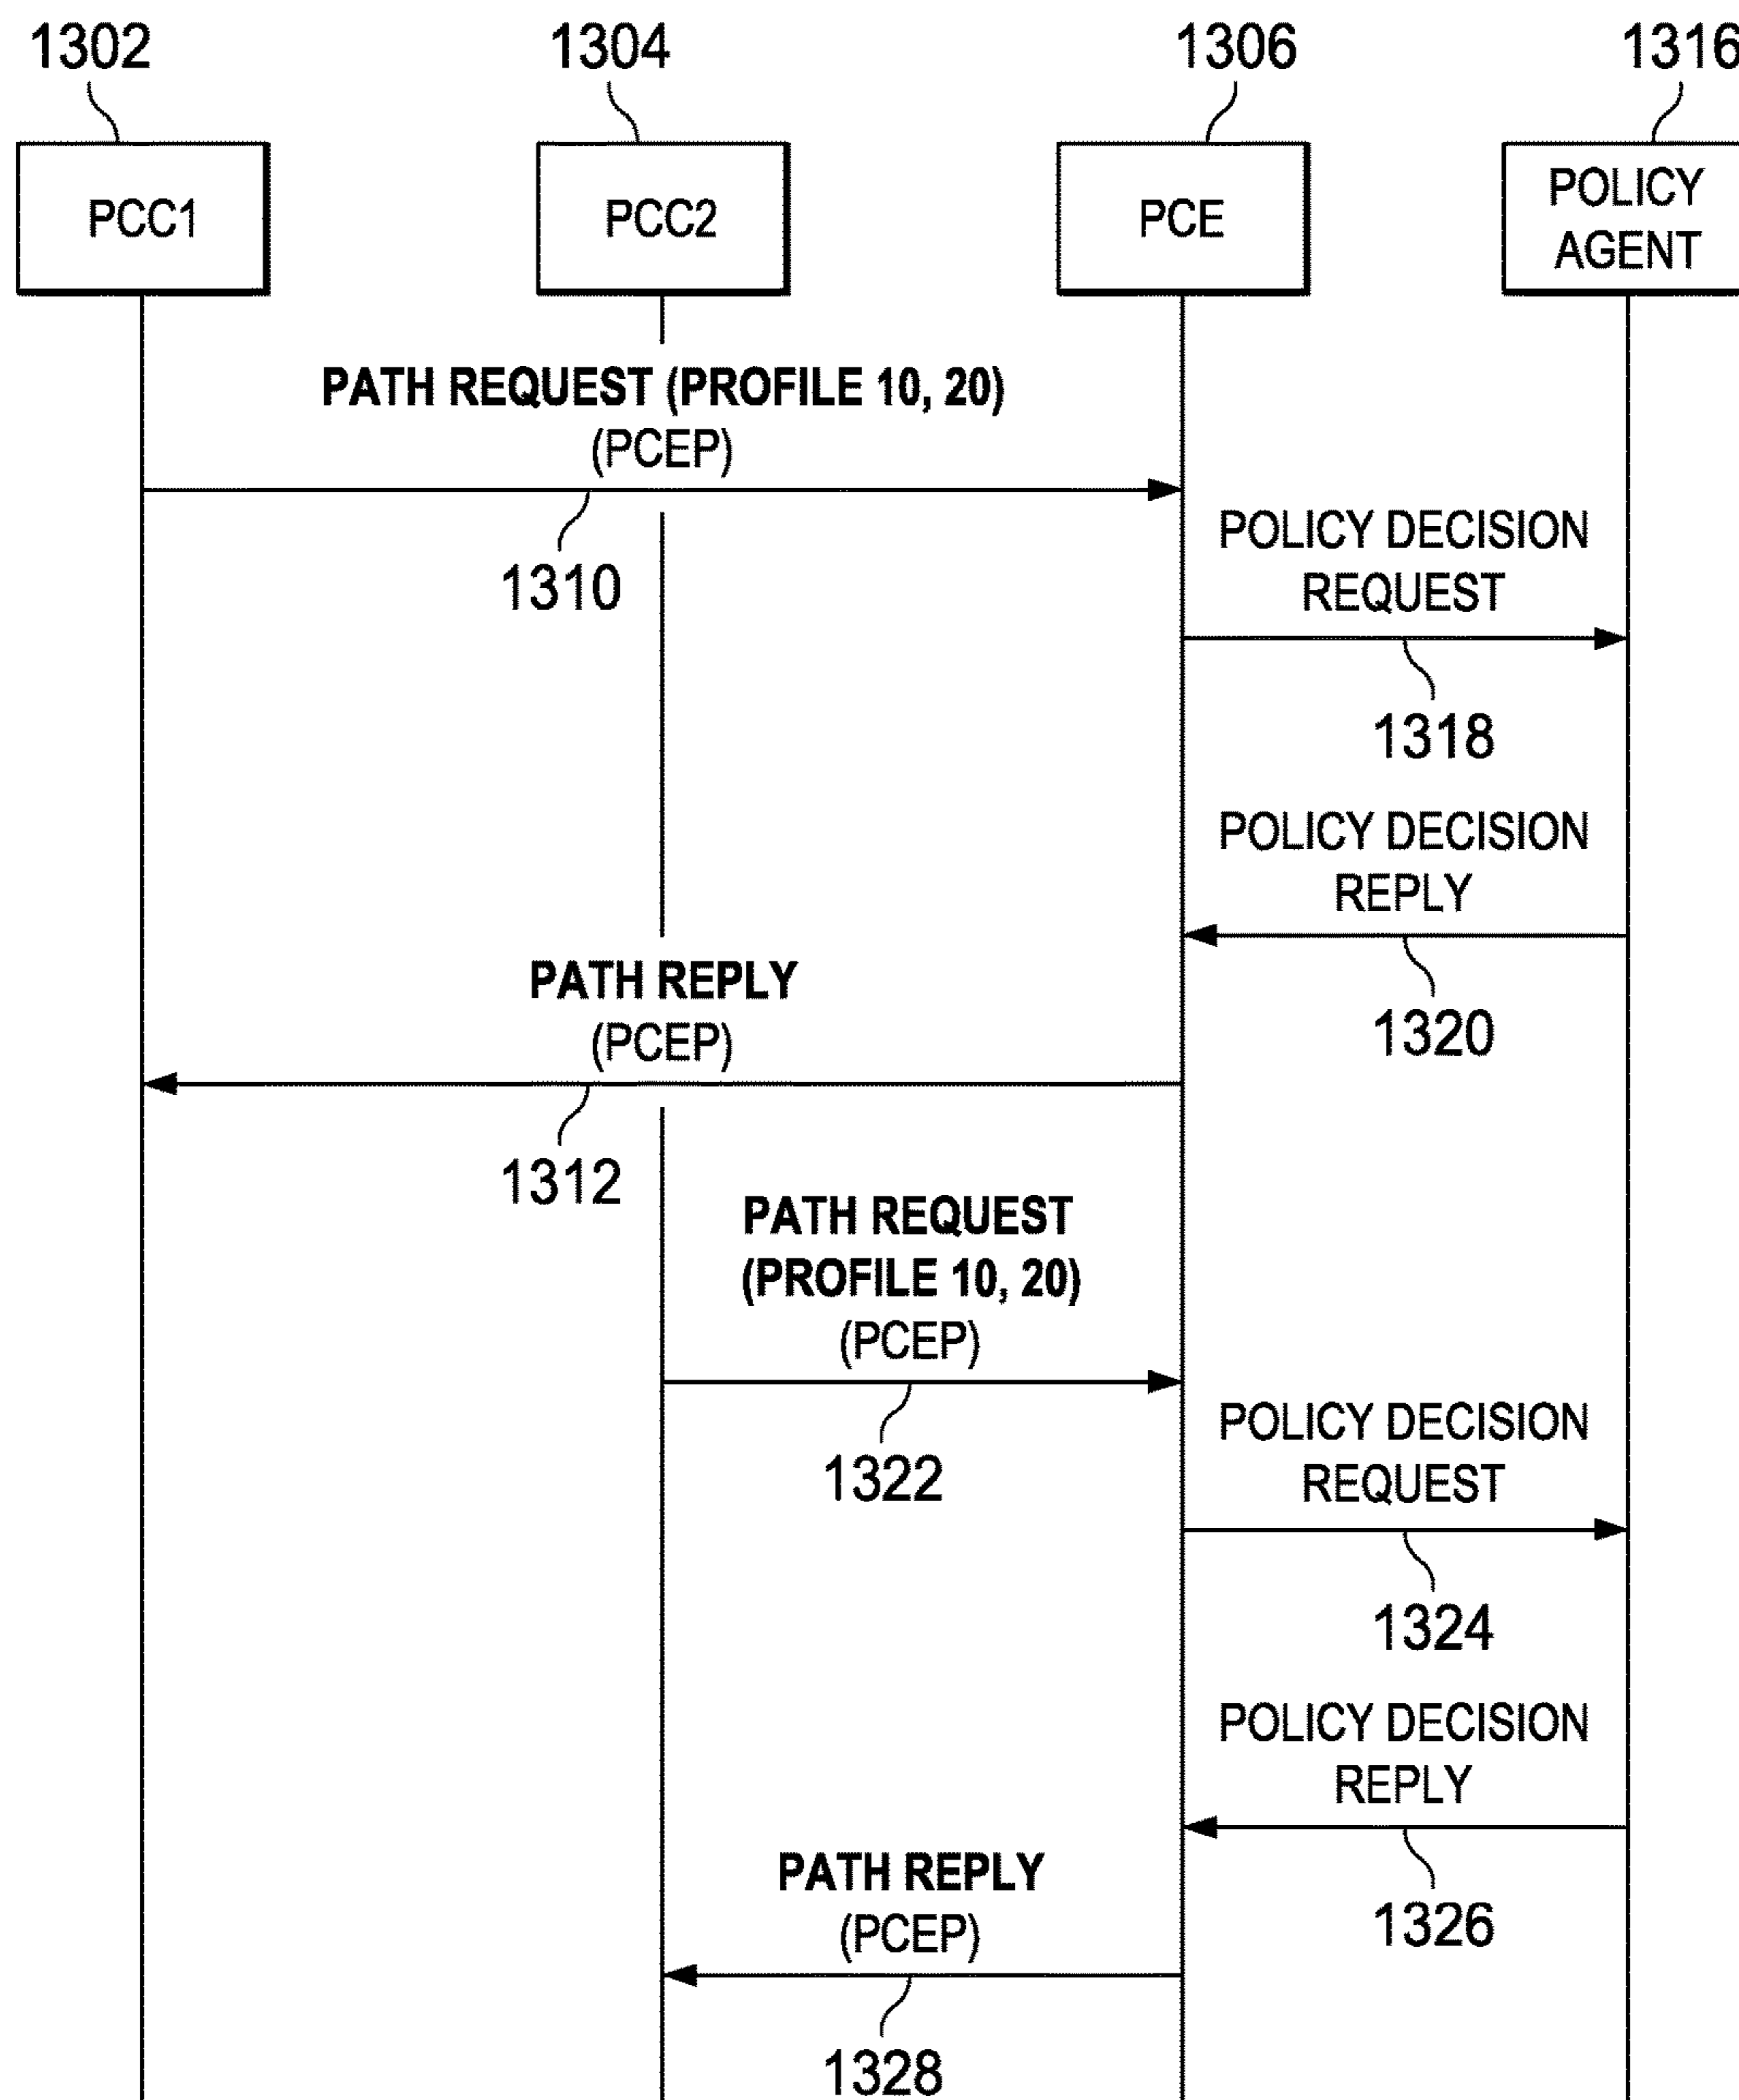 1302
1304
1306
1316
PCC1
PCC2
PCE
POLICY
AGENT
PATH REQUEST (PROFILE 10, 20)
(PCEP)
1310
POLICY DECISION
REQUEST
1318
POLICY DECISION
REPLY
1320
PATH REPLY
(PCEP)
1312
PATH REQUEST
(PROFILE 10, 20)
(PCEP)
1322
POLICY DECISION
REQUEST
1324
POLICY DECISION
REPLY
1326
PATH REPLY
(PCEP)
1328